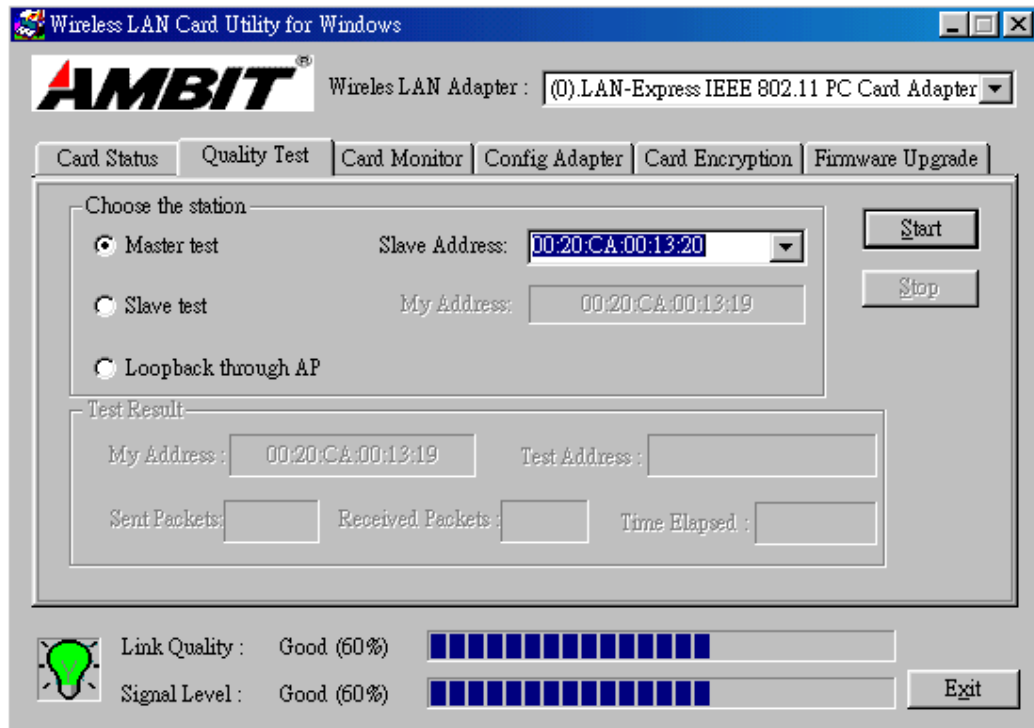 Wireless LAN Card Utility for Windows
AMBIT®
Wireles LAN Adapter : (0).LAN-Express IEEE 802.11 PC Card Adapter
Card Status Quality Test Card Monitor Config Adapter Card Encryption Firmware Upgrade
Choose the station
Master test Slave Address: 00:20:CA:00:13:20 Start
Slave test My Address: 00:20:CA:00:13:19 Stop
Loopback through AP
Test Result
My Address : 00:20:CA:00:13:19 Test Address :
Sent Packets: Received Packets : Time Elapsed :
Link Quality : Good (60%)
Signal Level : Good (60%) Exit